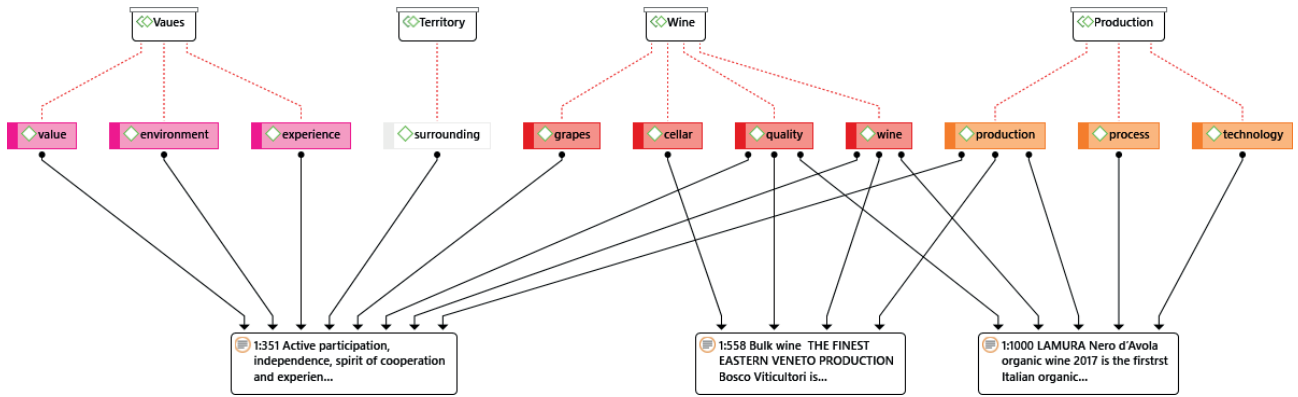 Vaues
Territory
Wine
Production
value
environment
experience
surrounding
grapes
cellar
quality
wine
production
process
technology
1:351 Active participation,
independence, spirit of cooperation
and experien...
1:558 Bulk wine THE FINEST
EASTERN VENETO PRODUCTION
Bosco Viticultori is...
1:1000 LAMURA Nero d´Avola
organic wine 2017 is the firstrst
Italian organic...